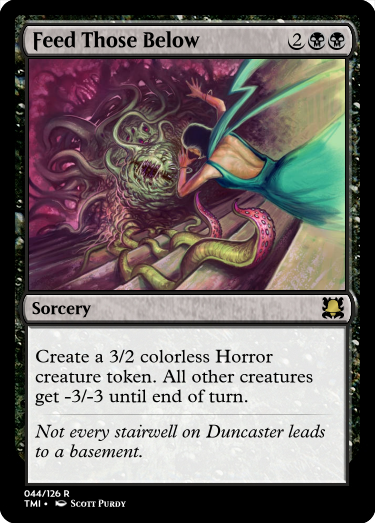 Feed Those Below 2
Sorcery
Create a 3/2 colorless Horror
creature token. All other creatures
get -3/-3 until end of turn.
Not every stairwell on Duncaster leads
to a basement.
044/126 R
TMI • Scott Purdy